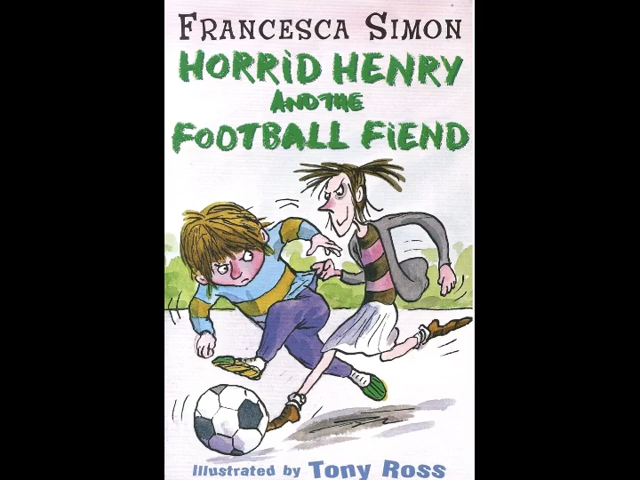 FRANCESCA SIMON
HORRiD HENRY
AND THE
FOOTBALL FiEND
Illustrated by Tony Ross